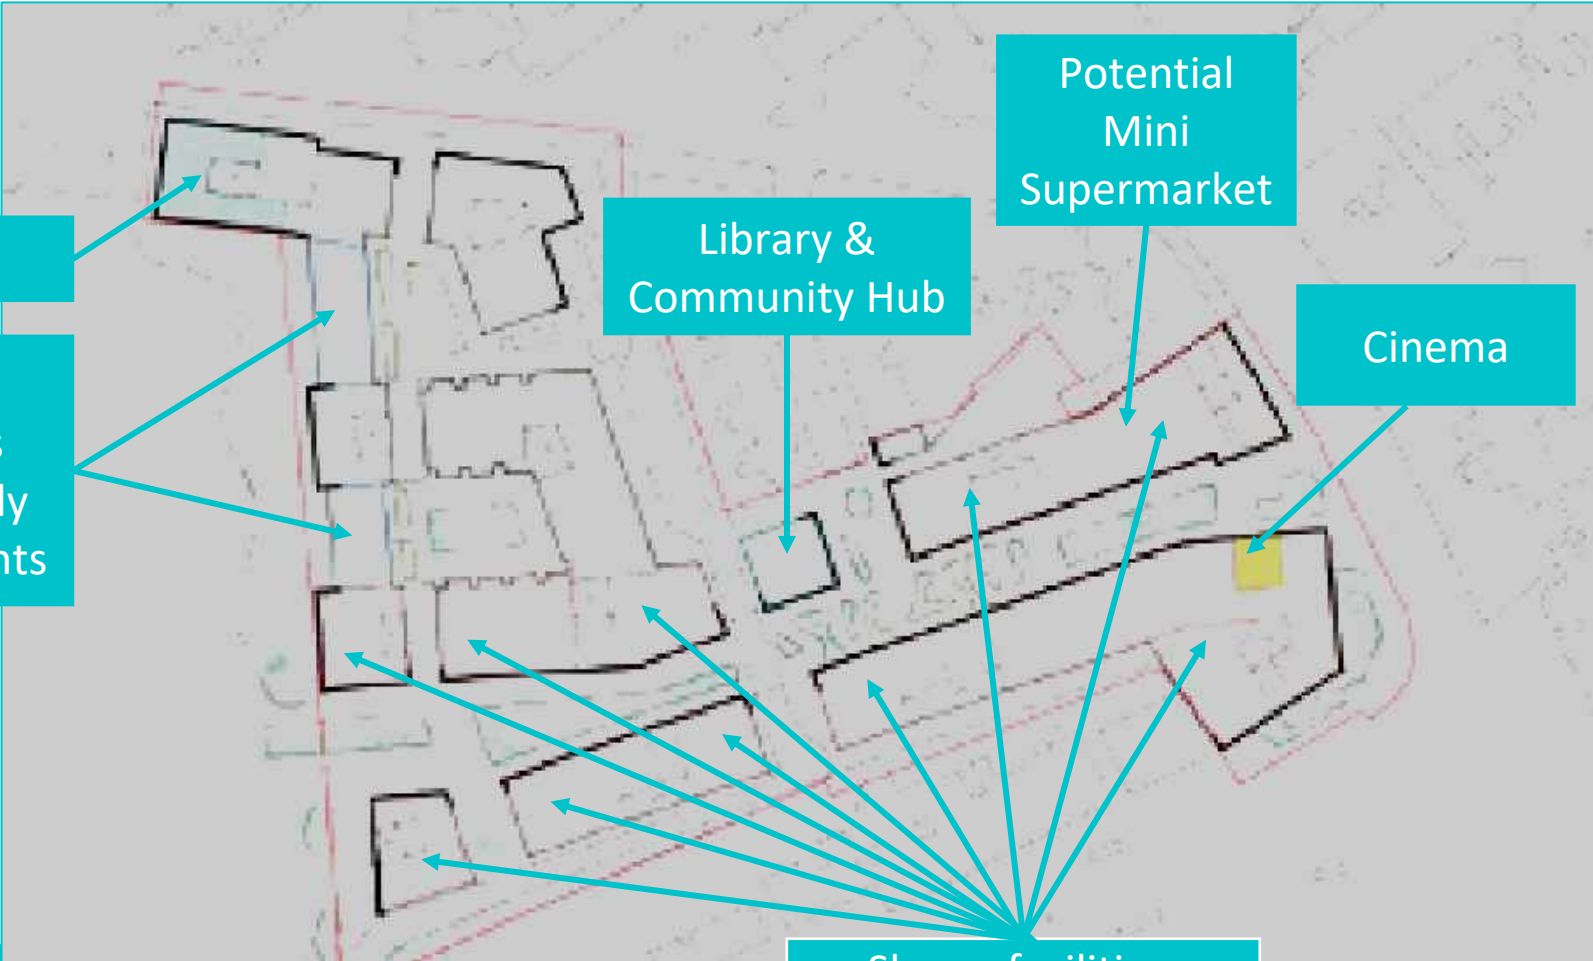 Potential
Mini
Supermarket
Library &
Community Hub
Cinema